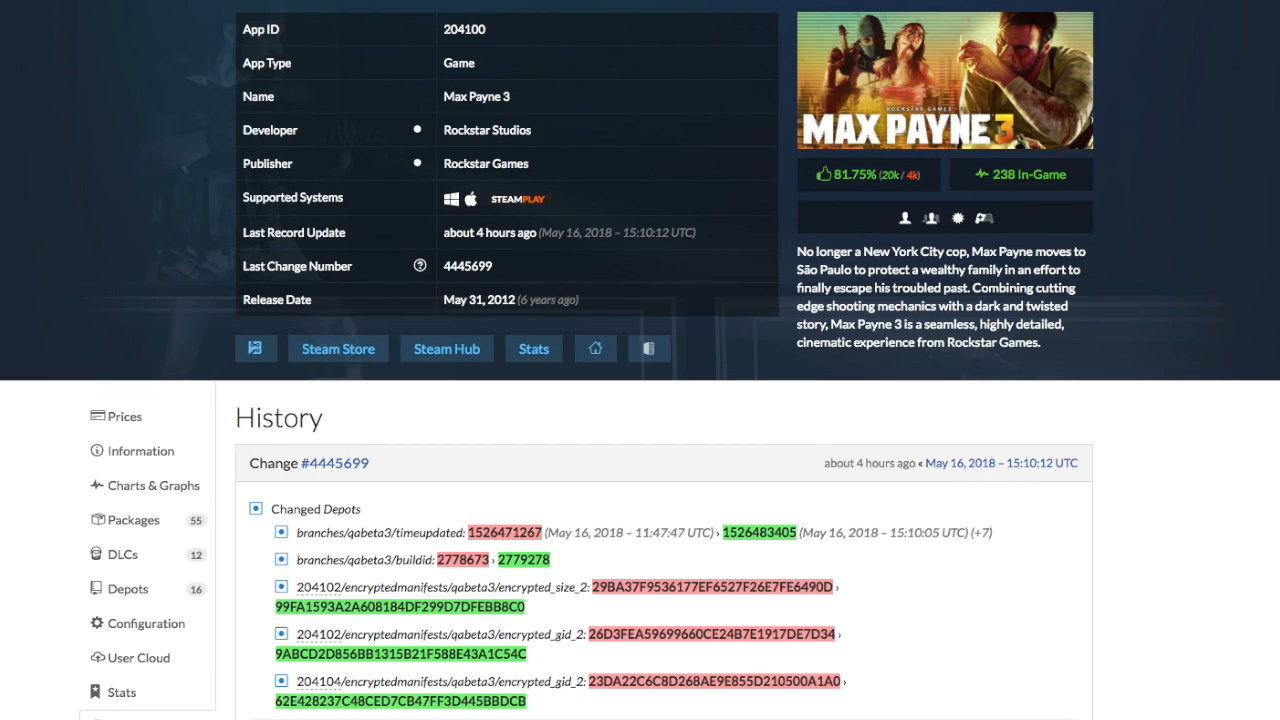 App ID 204100
App Type Game
Name Max Payne 3
Developer Rockstar Studios
Publisher Rockstar Games
Supported Systems STEAMPLAY
Last Record Update about 4 hours ago (May 16, 2018 – 15:10:12 UTC)
Last Change Number 4445699
Release Date May 31, 2012 (6 years ago)
Steam Store Steam Hub Stats
ROCKSTAR GAMES
MAX PAYNE 3
81.75% (20k / 4k) 238 In-Game
No longer a New York City cop, Max Payne moves to
São Paulo to protect a wealthy family in an effort to
finally escape his troubled past. Combining cutting
edge shooting mechanics with a dark and twisted
story, Max Payne 3 is a seamless, highly detailed,
cinematic experience from Rockstar Games.
Prices
Information
Charts & Graphs
Packages 55
DLCs 12
Depots 16
Configuration
User Cloud
Stats
History
Change #4445699 about 4 hours ago « May 16, 2018 – 15:10:12 UTC
Changed Depots
branches/qabeta3/timeupdated: 1526471267 (May 16, 2018 – 11:47:47 UTC) › 1526483405 (May 16, 2018 – 15:10:05 UTC) (+7)
branches/qabeta3/buildid: 2778673 › 2779278
204102/encryptedmanifests/qabeta3/encrypted_size_2: 29BA37F9536177EF6527F26E7FE6490D ›
99FA1593A2A608184DF299D7DFEBB8C0
204102/encryptedmanifests/qabeta3/encrypted_gid_2: 26D3FEA59699660CE24B7E1917DE7D34 ›
9ABCD2D856BB1315B21F588E43A1C54C
204104/encryptedmanifests/qabeta3/encrypted_gid_2: 23DA22C6C8D268AE9E855D210500A1A0 ›
62E428237C48CED7CB47FF3D445BBDCB